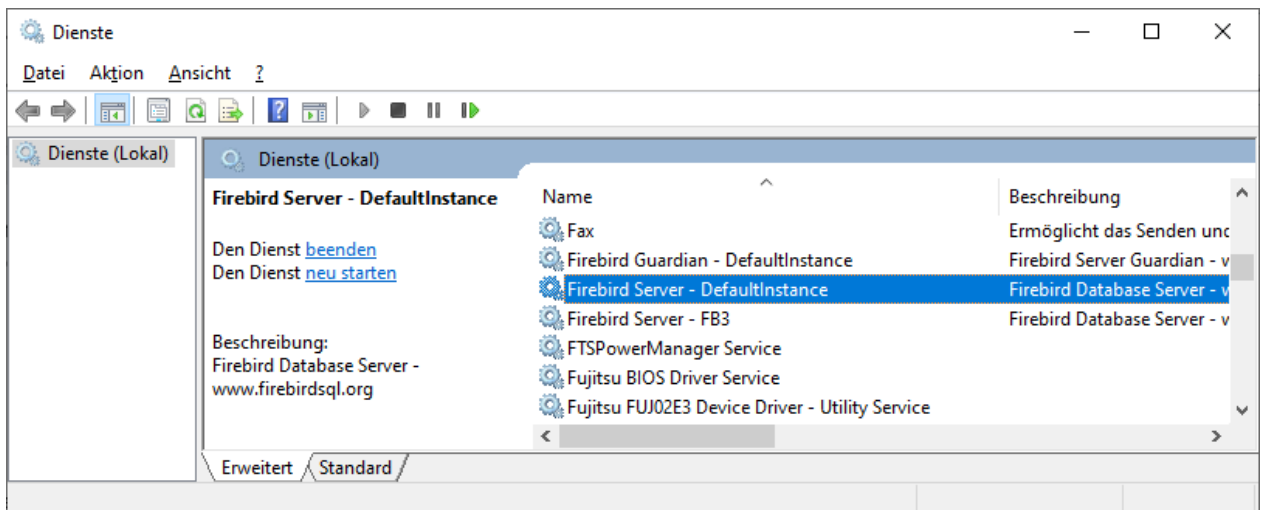 Dienste
Datei Aktion Ansicht ?
Dienste (Lokal)
Dienste (Lokal)
Firebird Server - DefaultInstance
Den Dienst beenden
Den Dienst neu starten
Beschreibung:
Firebird Database Server -
www.firebirdsql.org
Name Beschreibung
Fax Ermöglicht das Senden und
Firebird Guardian - DefaultInstance Firebird Server Guardian - w
Firebird Server - DefaultInstance Firebird Database Server - w
Firebird Server - FB3 Firebird Database Server - w
FTSPowerManager Service
Fujitsu BIOS Driver Service
Fujitsu FUJ02E3 Device Driver - Utility Service
Erweitert Standard